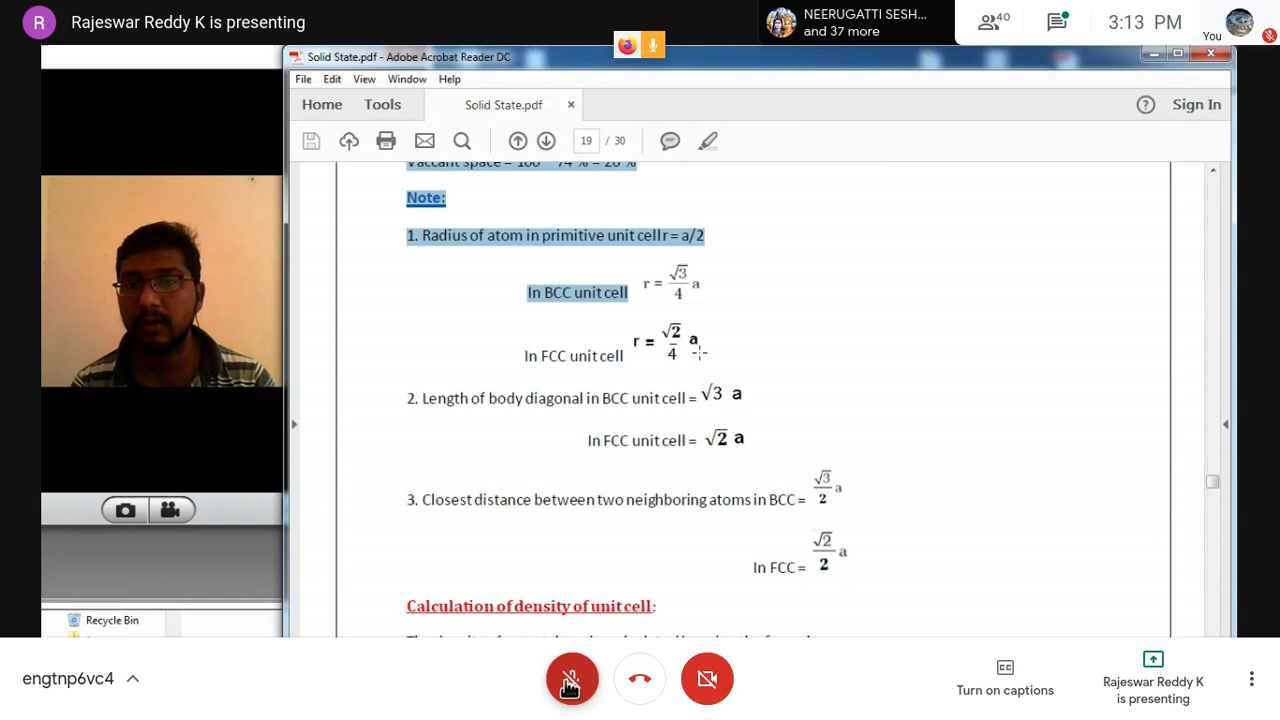 R Rajeswar Reddy K is presenting
NEERUGATTI SESH...
and 37 more
40
3:13 PM
You
Solid State.pdf - Adobe Acrobat Reader DC
File Edit View Window Help
Home Tools Solid State.pdf × Sign In
19 / 30
Vaccant space = 100 – 74 % = 26 %
Note:
1. Radius of atom in primitive unit cell r = a/2
In BCC unit cell r = √3/4 a
In FCC unit cell r = √2/4 a
2. Length of body diagonal in BCC unit cell = √3 a
In FCC unit cell = √2 a
3. Closest distance between two neighboring atoms in BCC = √3/2 a
In FCC = √2/2 a
Calculation of density of unit cell:
Recycle Bin
engtnp6vc4
Turn on captions
Rajeswar Reddy K
is presenting